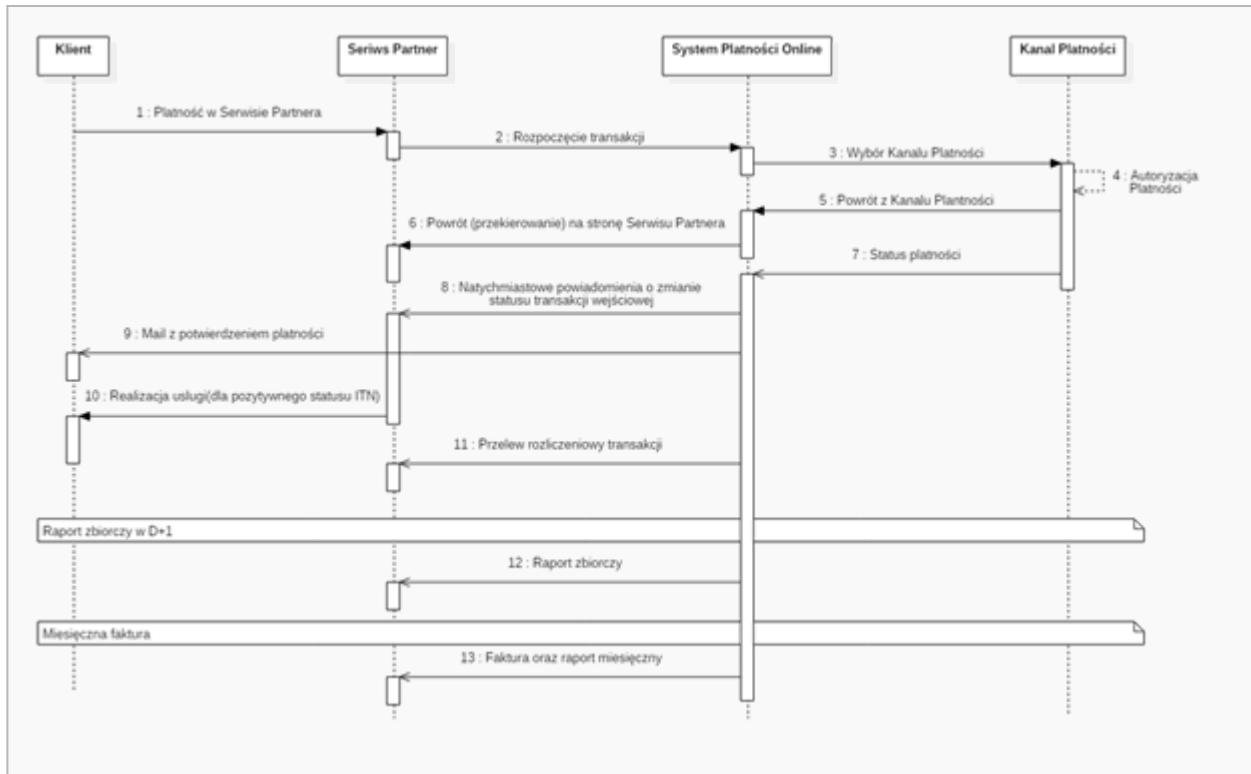 Klient
Seriws Partner
System Platności Online
Kanal Platności
1 : Platność w Serwisie Partnera
2 : Rozpoczęcie transakcji
3 : Wybór Kanalu Platności
4 : Autoryzacja
Platności
5 : Powrót z Kanalu Plantności
6 : Powrót (przekierowanie) na stronę Serwisu Partnera
7 : Status platności
8 : Natychmiastowe powiadomienia o zmianie
statusu transakcji wejściowej
9 : Mail z potwierdzeniem platności
10 : Realizacja uslugi(dla pozytywnego statusu ITN)
11 : Przelew rozliczeniowy transakcji
Raport zbiorczy w D+1
12 : Raport zbiorczy
Miesięczna faktura
13 : Faktura oraz raport miesięczny